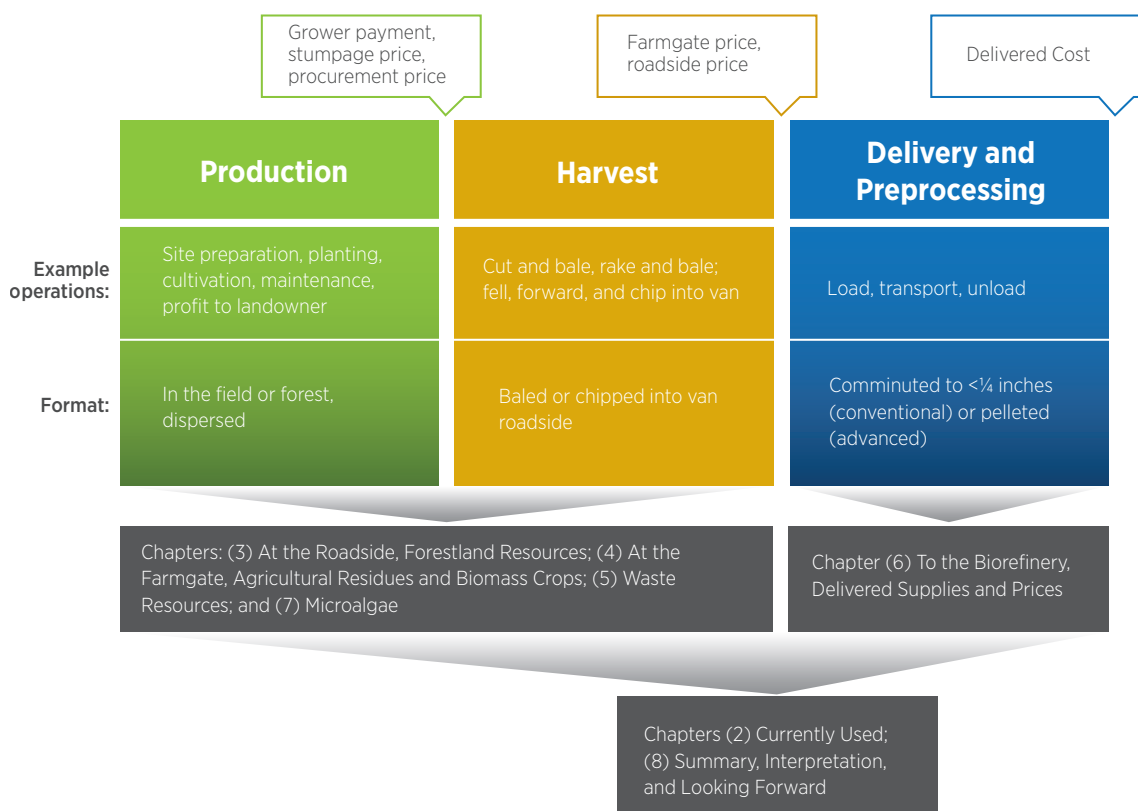 Grower payment,
stumpage price,
procurement price
Farmgate price,
roadside price
Delivered Cost
Production
Harvest
Delivery and
Preprocessing
Example
operations:
Site preparation, planting,
cultivation, maintenance,
profit to landowner
Cut and bale, rake and bale;
fell, forward, and chip into van
Load, transport, unload
Format:
In the field or forest,
dispersed
Baled or chipped into van
roadside
Comminuted to <¼ inches
(conventional) or pelleted
(advanced)
Chapters: (3) At the Roadside, Forestland Resources; (4) At the
Farmgate, Agricultural Residues and Biomass Crops; (5) Waste
Resources; and (7) Microalgae
Chapter (6) To the Biorefinery,
Delivered Supplies and Prices
Chapters (2) Currently Used;
(8) Summary, Interpretation,
and Looking Forward